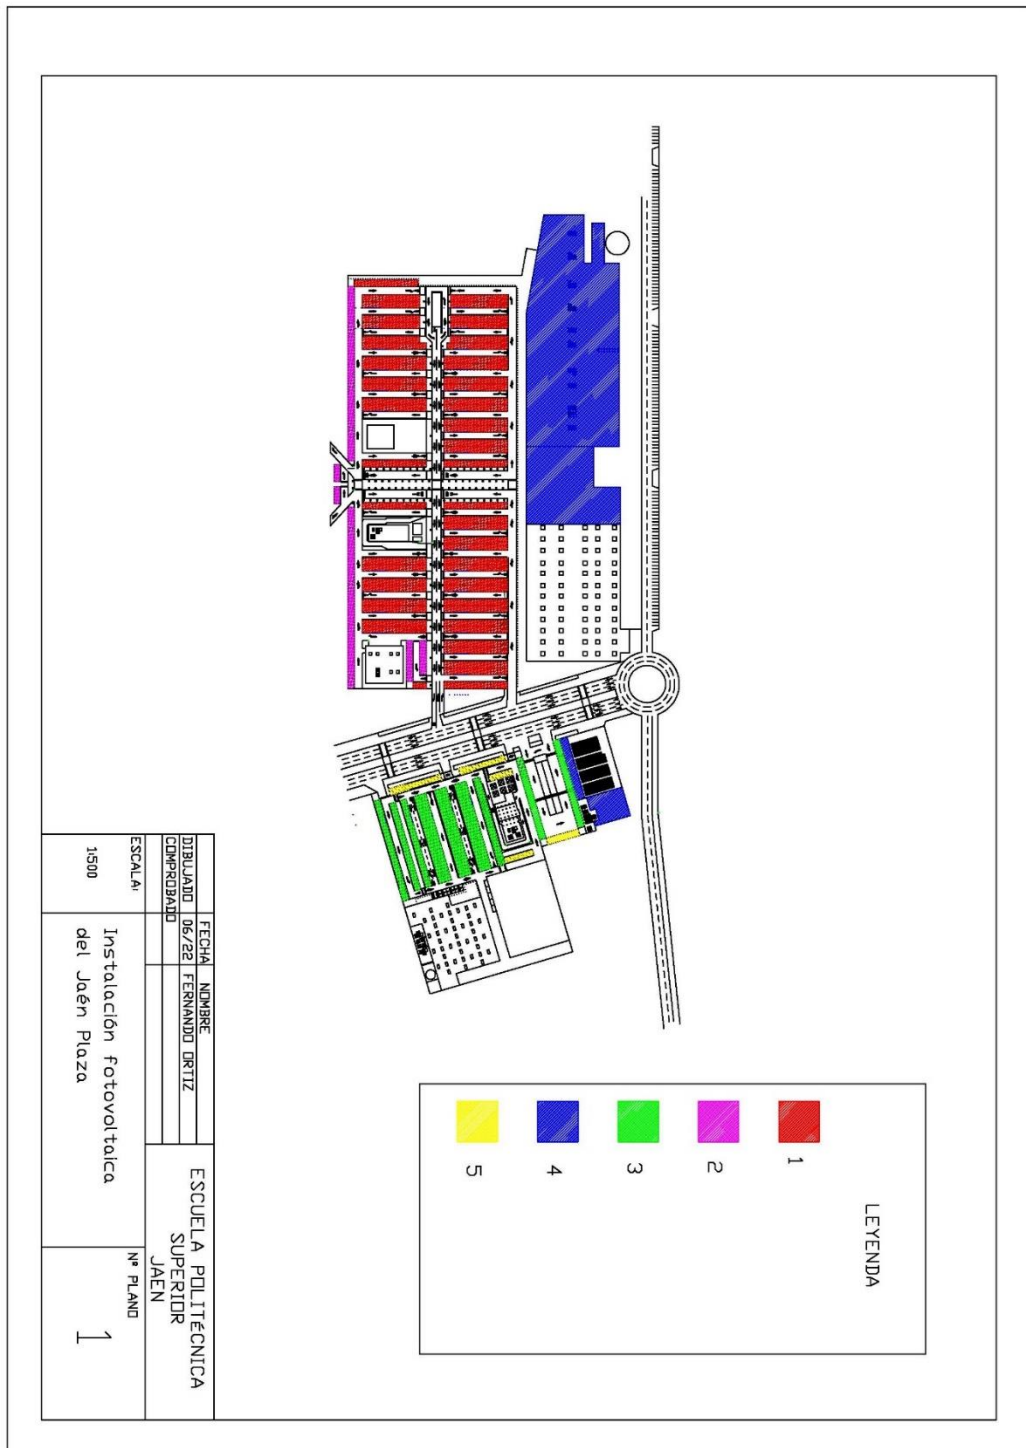 LEYENDA
1
2
3
4
5
FECHA NOMBRE
DIBUJADO 06/22 FERNANDO ORTIZ
COMPROBADO
ESCUELA POLITÉCNICA
SUPERIOR
JAEN
ESCALA:
1:500
Instalación fotovoltaica
del Jaén Plaza
Nº PLANO
1